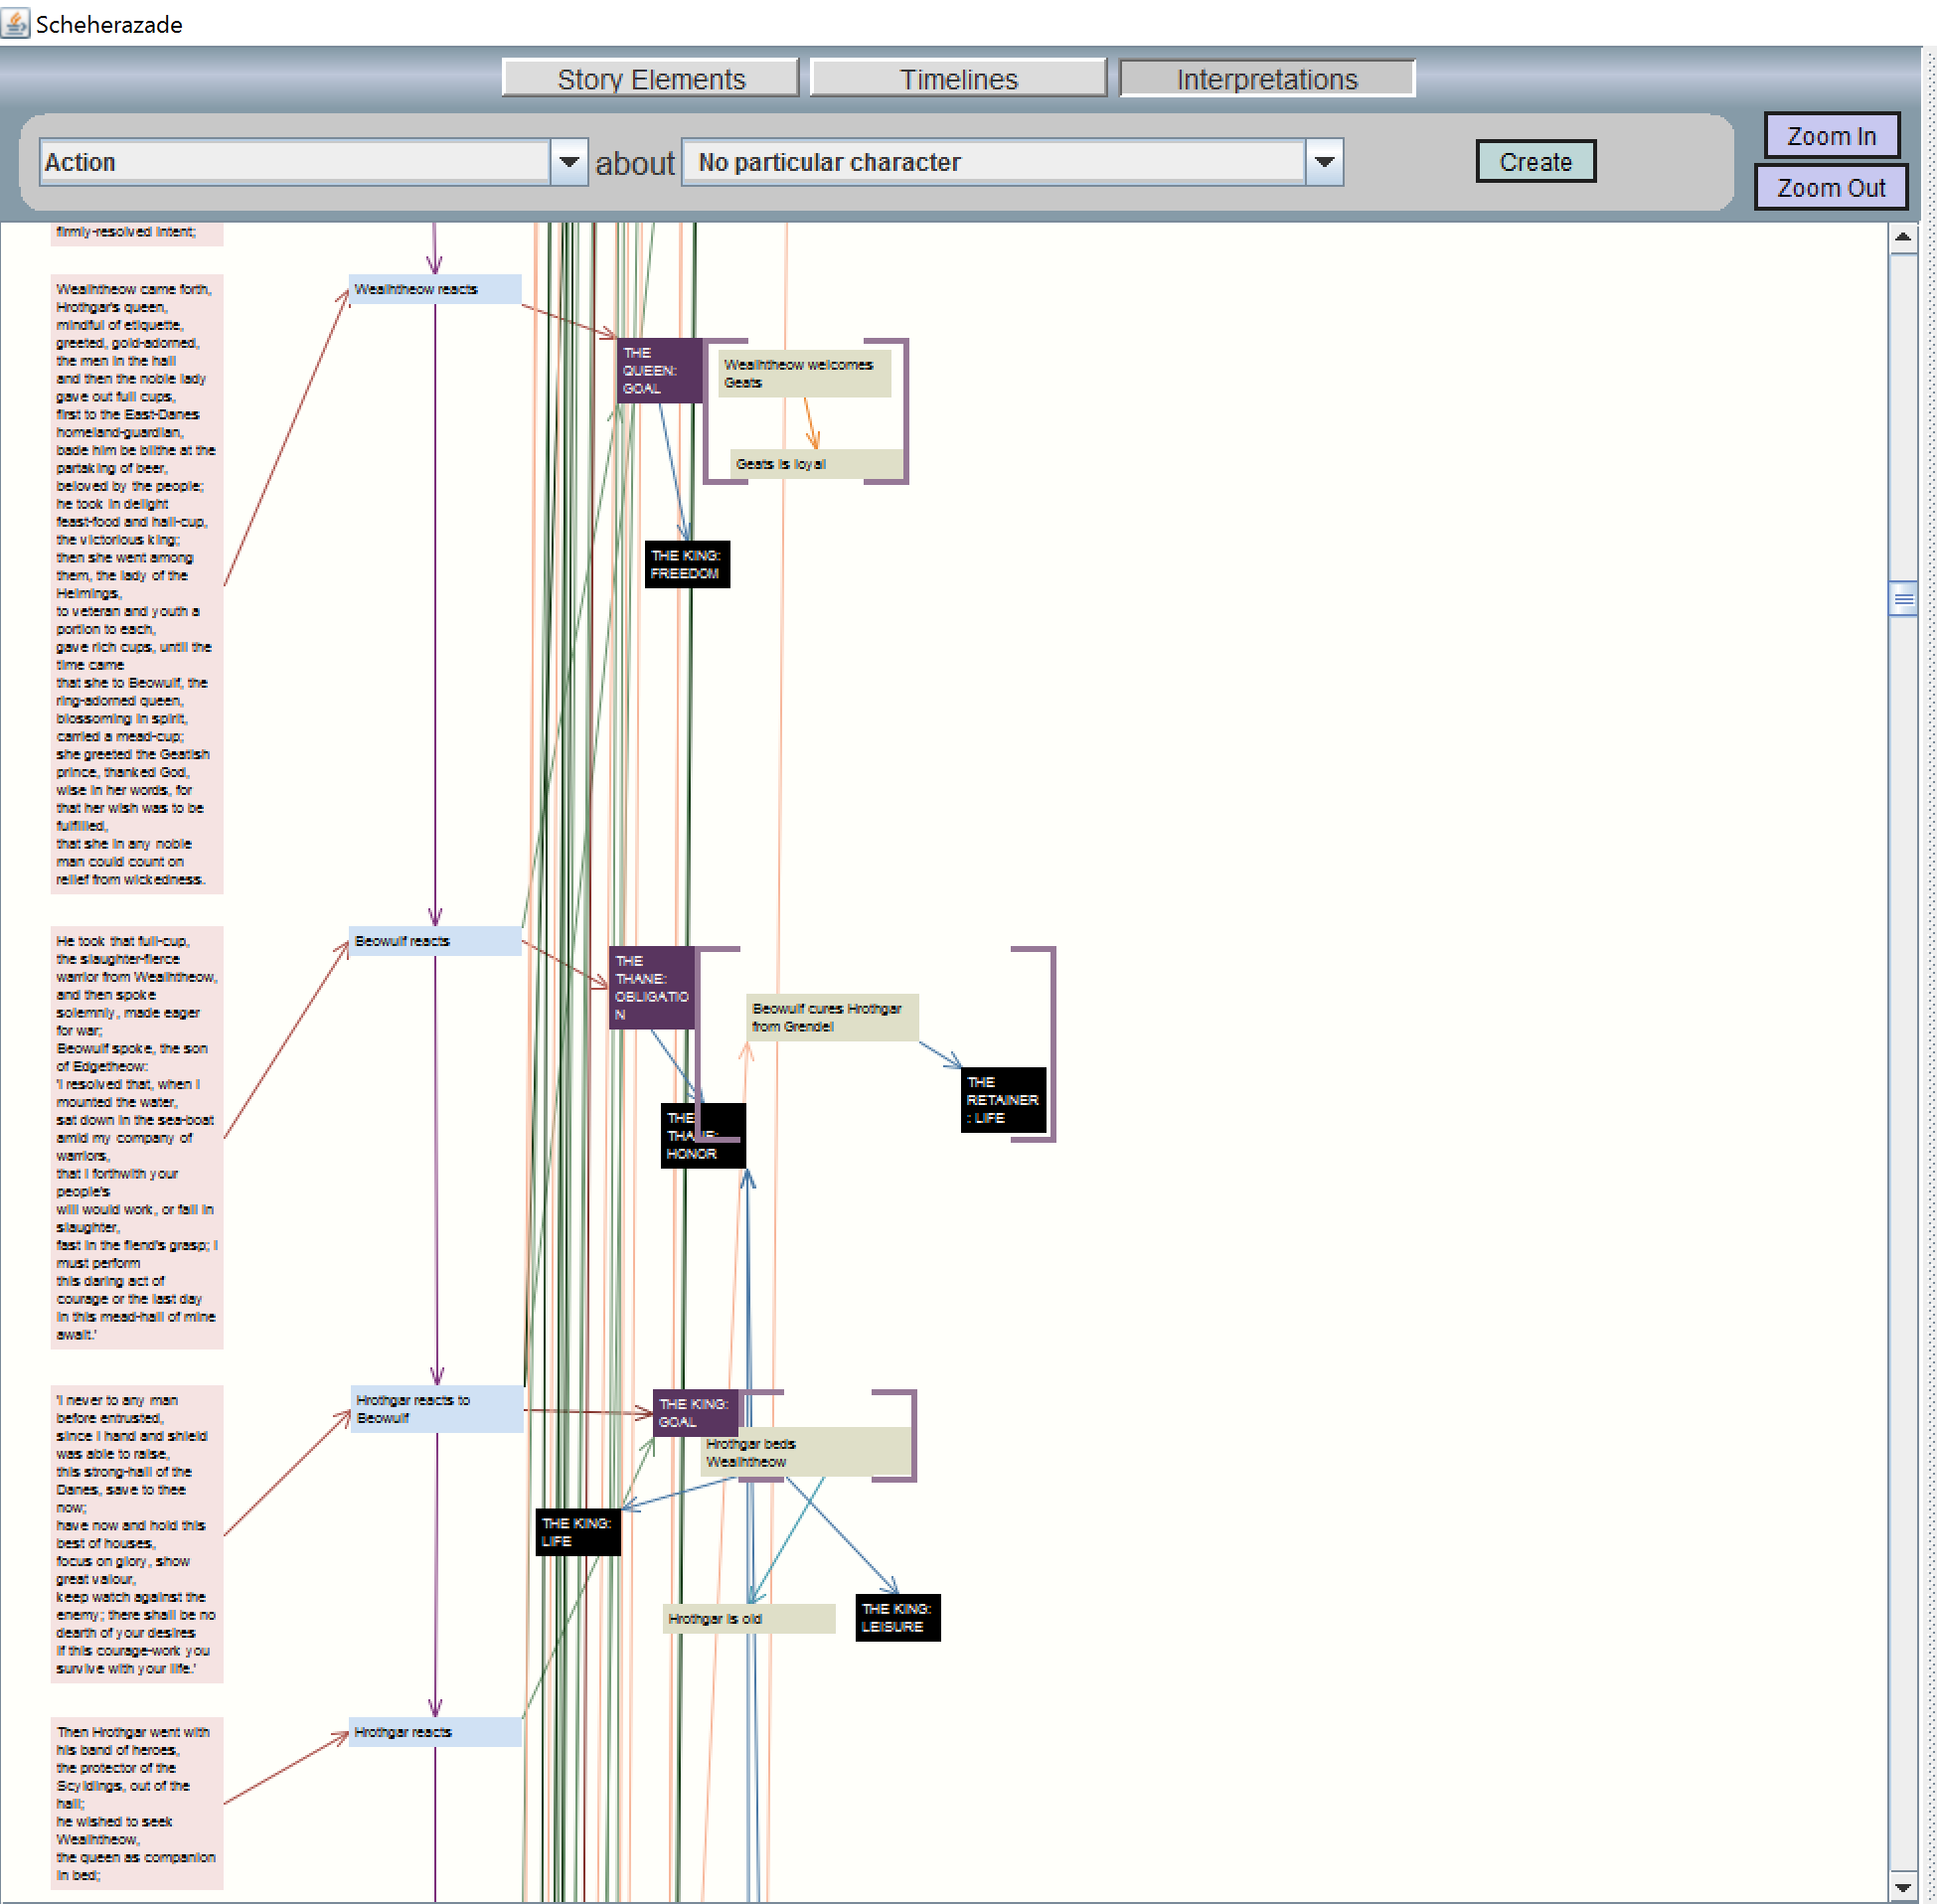 Scheherazade
Story Elements
Timelines
Interpretations
Action
about
No particular character
Create
Zoom In
Zoom Out
firmly-resolved intent;
Wealhtheow came forth,
Hrothgar's queen,
mindful of etiquette,
greeted, gold-adorned,
the men in the hall
and then the noble lady
gave out full cups,
first to the East-Danes
homeland-guardian,
bade him be blithe at the
partaking of beer,
beloved by the people;
he took in delight
feast-food and hall-cup,
the victorious king;
then she went among
them, the lady of the
Helmings,
to veteran and youth a
portion to each,
gave rich cups, until the
time came
that she to Beowulf, the
ring-adorned queen,
blossoming in spirit,
carried a mead-cup;
she greeted the Geatish
prince, thanked God,
wise in her words, for
that her wish was to be
fulfilled,
that she in any noble
man could count on
relief from wickedness.
Wealhtheow reacts
THE
QUEEN:
GOAL
Wealhtheow welcomes
Geats
Geats is loyal
THE KING:
FREEDOM
He took that full-cup,
the slaughter-fierce
warrior from Wealhtheow,
and then spoke
solemnly, made eager
for war;
Beowulf spoke, the son
of Edgetheow:
'I resolved that, when I
mounted the water,
sat down in the sea-boat
amid my company of
warriors,
that I forthwith your
people's
will would work, or fall in
slaughter,
fast in the fiend's grasp; I
must perform
this daring act of
courage or the last day
in this mead-hall of mine
await.'
Beowulf reacts
THE
THANE:
OBLIGATIO
N
Beowulf cures Hrothgar
from Grendel
THE
RETAINER
: LIFE
THE
THANE:
HONOR
'I never to any man
before entrusted,
since I hand and shield
was able to raise,
this strong-hall of the
Danes, save to thee
now;
have now and hold this
best of houses,
focus on glory, show
great valour,
keep watch against the
enemy; there shall be no
dearth of your desires
if this courage-work you
survive with your life.'
Hrothgar reacts to
Beowulf
THE KING:
GOAL
Hrothgar beds
Wealhtheow
THE KING:
LIFE
Hrothgar is old
THE KING:
LEISURE
Then Hrothgar went with
his band of heroes,
the protector of the
Scyldings, out of the
hall;
he wished to seek
Wealhtheow,
the queen as companion
in bed;
Hrothgar reacts